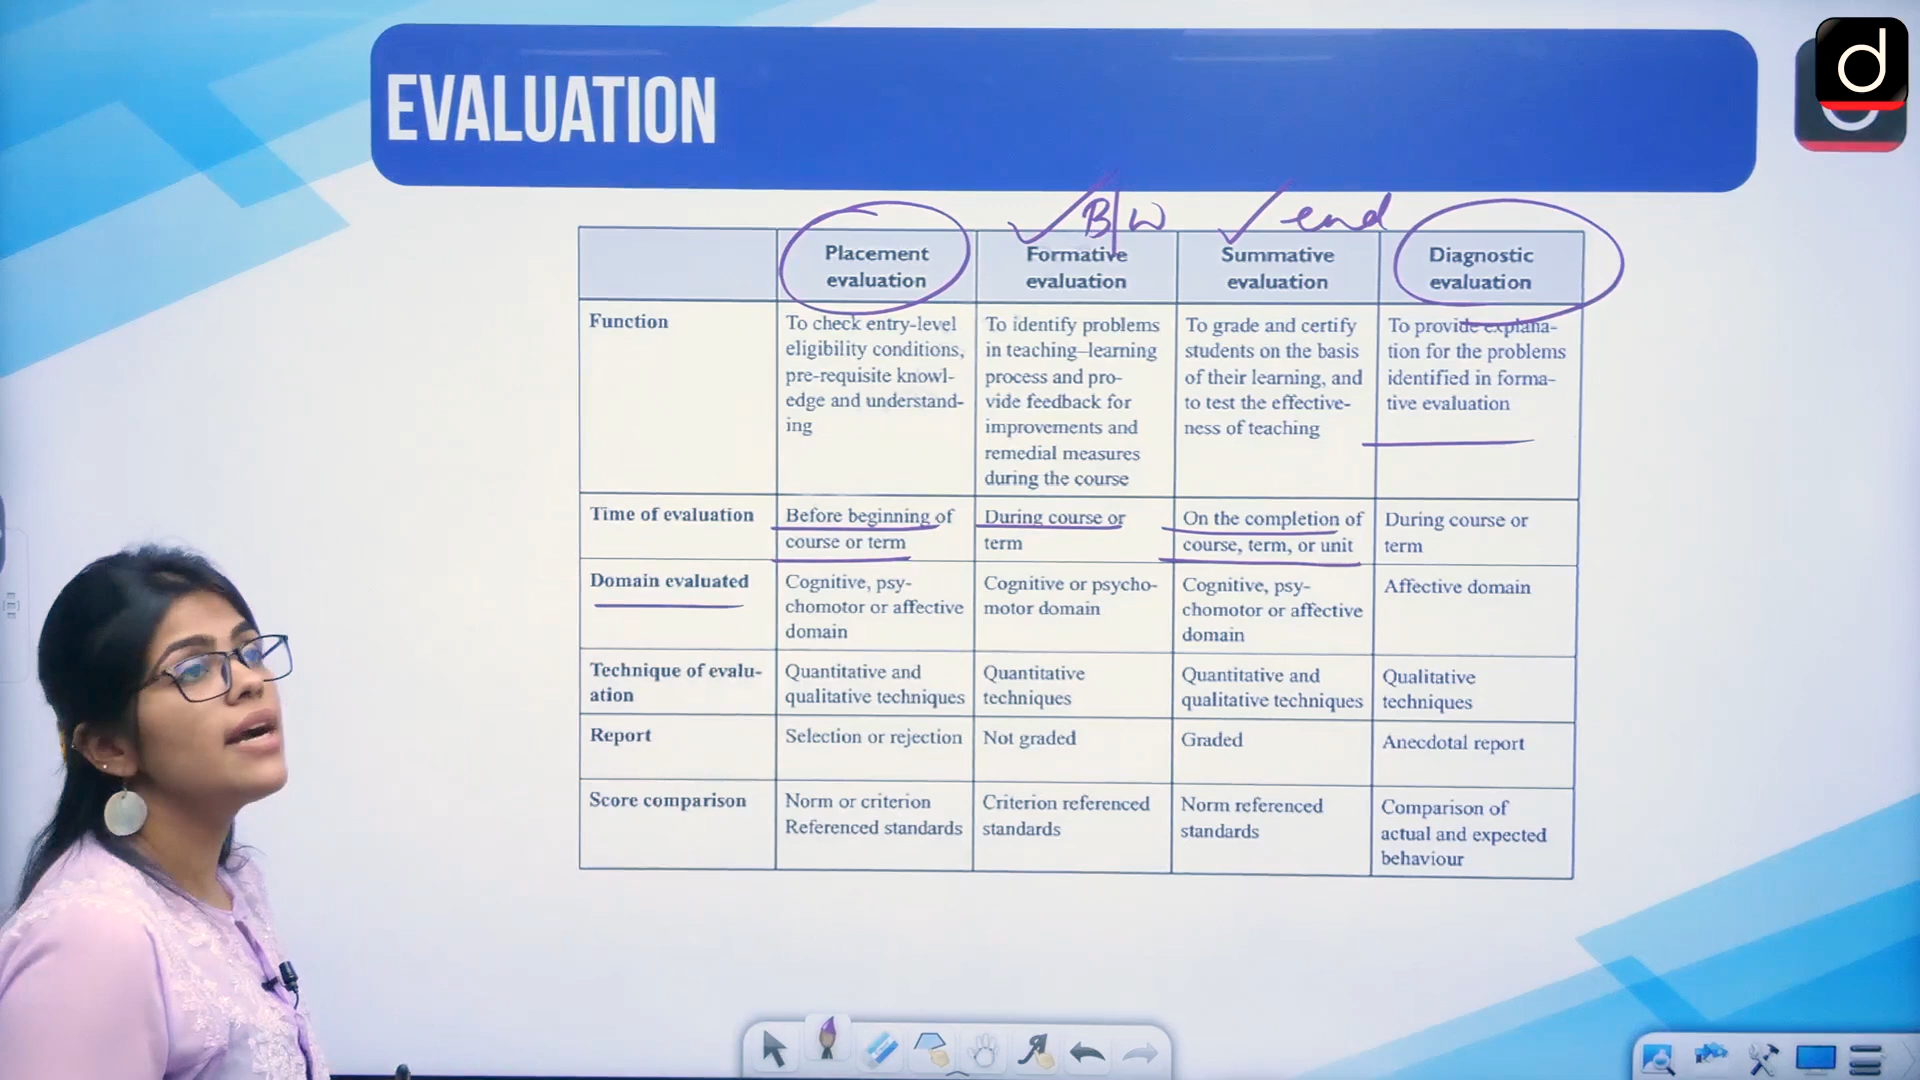 EVALUATION
B/W
end
Placement
evaluation
Formative
evaluation
Summative
evaluation
Diagnostic
evaluation
Function
To check entry-level
eligibility conditions,
pre-requisite knowl-
edge and understand-
ing
To identify problems
in teaching–learning
process and pro-
vide feedback for
improvements and
remedial measures
during the course
To grade and certify
students on the basis
of their learning, and
to test the effective-
ness of teaching
To provide explana-
tion for the problems
identified in forma-
tive evaluation
Time of evaluation
Before beginning of
course or term
During course or
term
On the completion of
course, term, or unit
During course or
term
Domain evaluated
Cognitive, psy-
chomotor or affective
domain
Cognitive or psycho-
motor domain
Cognitive, psy-
chomotor or affective
domain
Affective domain
Technique of evalu-
ation
Quantitative and
qualitative techniques
Quantitative
techniques
Quantitative and
qualitative techniques
Qualitative
techniques
Report
Selection or rejection
Not graded
Graded
Anecdotal report
Score comparison
Norm or criterion
Referenced standards
Criterion referenced
standards
Norm referenced
standards
Comparison of
actual and expected
behaviour
d